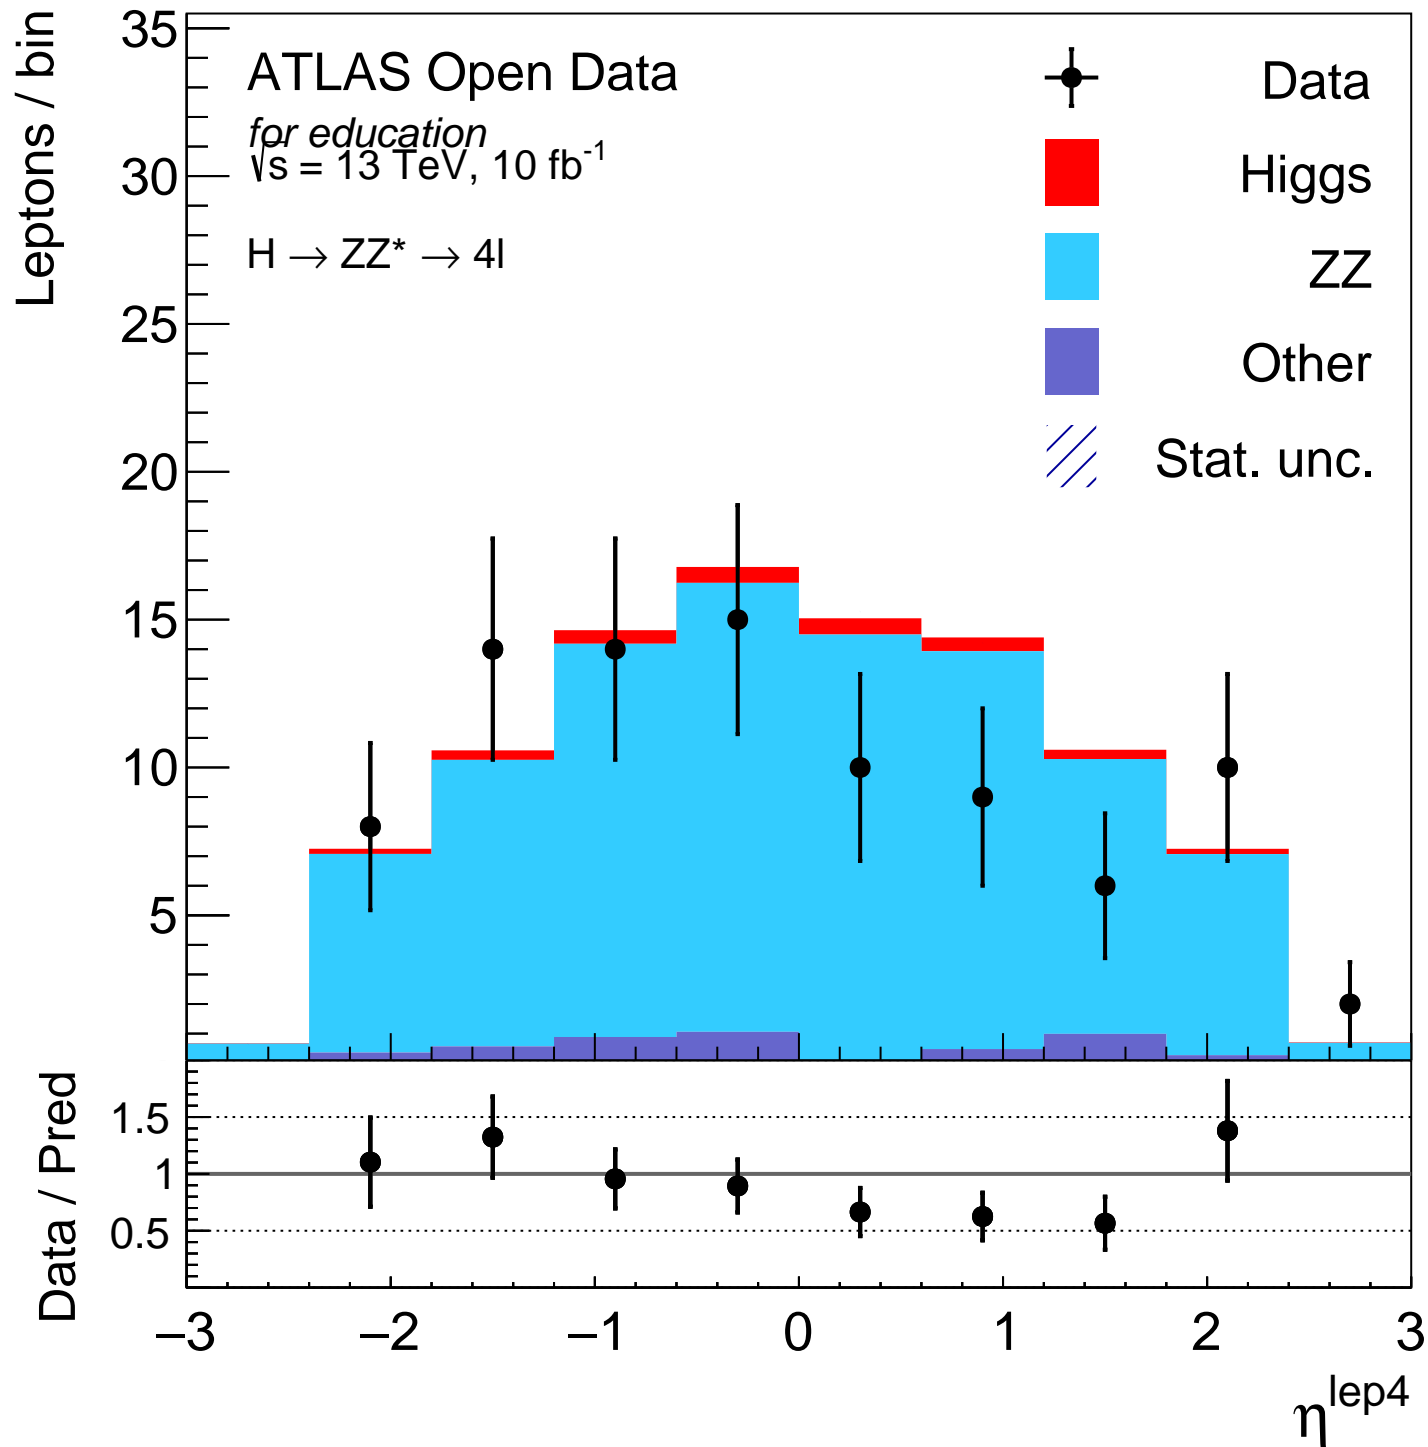 Leptons / bin
35
30
25
20
15
10
5
ATLAS Open Data
for education
√s = 13 TeV, 10 fb⁻¹
H → ZZ* → 4l
Data
Higgs
ZZ
Other
Stat. unc.
Data / Pred
1.5
1
0.5
−3 −2 −1 0 1 2 3
η^lep4